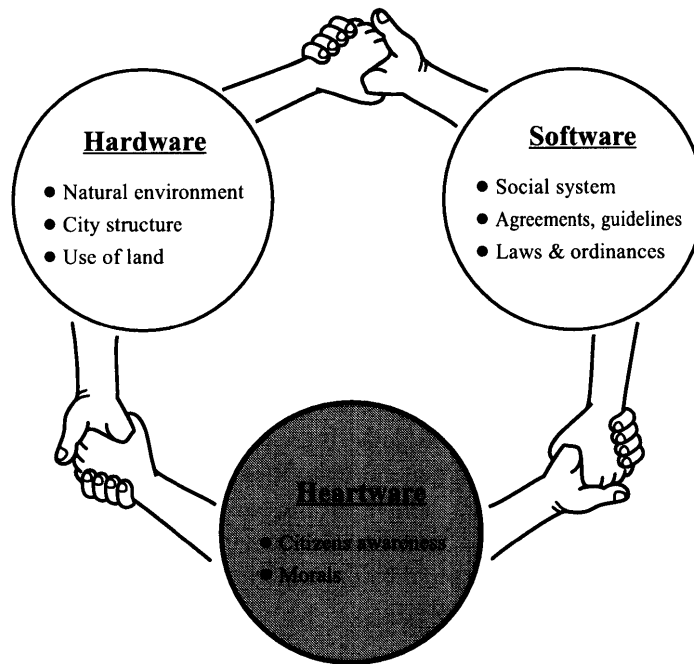 Hardware
● Natural environment
● City structure
● Use of land
Software
● Social system
● Agreements, guidelines
● Laws & ordinances
Heartware
● Citizens awareness
● Morals